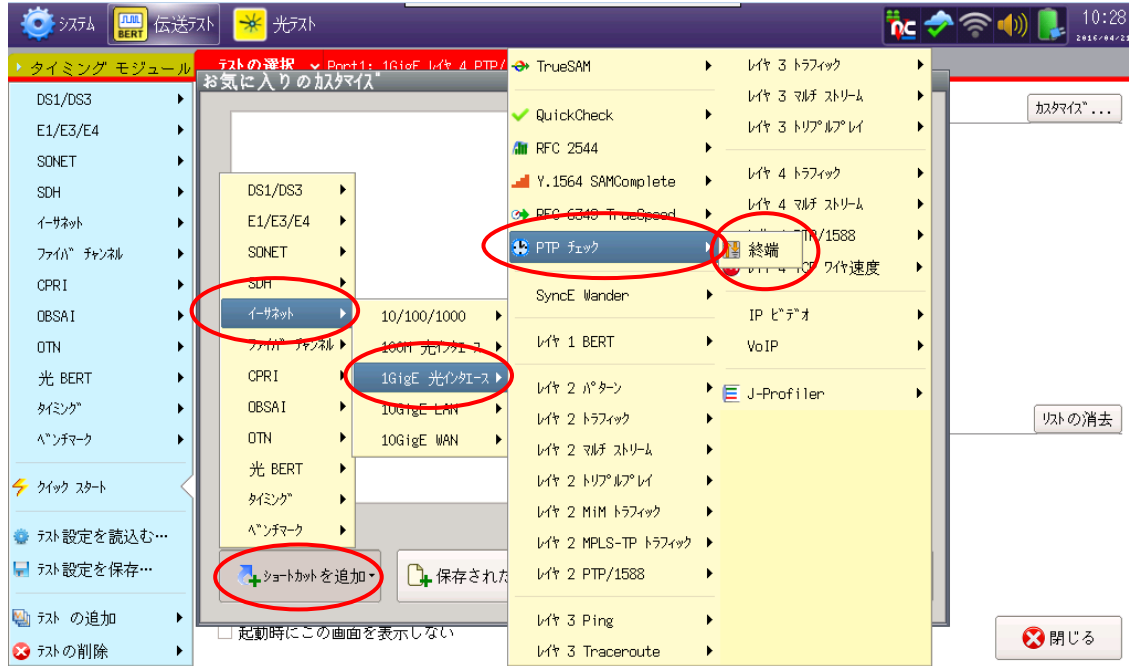 システム
BERT 伝送テスト
光テスト
10:28
2016/04/21
タイミング モジュール
テストの選択
Port1: 1GigE レイヤ 4 PTP/
お気に入りのカスタマイズ
DS1/DS3
E1/E3/E4
SONET
SDH
イーサネット
ファイバ チャンネル
CPRI
OBSAI
OTN
光 BERT
タイミング
ベンチマーク
クイック スタート
テスト設定を読込む…
テスト設定を保存…
テスト の追加
テストの削除
DS1/DS3
E1/E3/E4
SONET
SDH
イーサネット
ファイバ チャンネル
CPRI
OBSAI
OTN
光 BERT
タイミング
ベンチマーク
ショートカットを追加
保存された
起動時にこの画面を表示しない
10/100/1000
100M 光インタエース
1GigE 光インタエース
10GigE LAN
10GigE WAN
TrueSAM
QuickCheck
RFC 2544
Y.1564 SAMComplete
RFC 6349 TrueSpeed
PTP チェック
SyncE Wander
レイヤ 1 BERT
レイヤ 2 パターン
レイヤ 2 トラフィック
レイヤ 2 マルチ ストリーム
レイヤ 2 トリプルプレイ
レイヤ 2 MiM トラフィック
レイヤ 2 MPLS-TP トラフィック
レイヤ 2 PTP/1588
レイヤ 3 Ping
レイヤ 3 Traceroute
レイヤ 3 トラフィック
レイヤ 3 マルチ ストリーム
レイヤ 3 トリプルプレイ
レイヤ 4 トラフィック
レイヤ 4 マルチ ストリーム
PTP/1588
終端
レイヤ 4 TCP ワイヤ速度
IP ビデオ
VoIP
J-Profiler
カスタマイズ...
リストの消去
閉じる